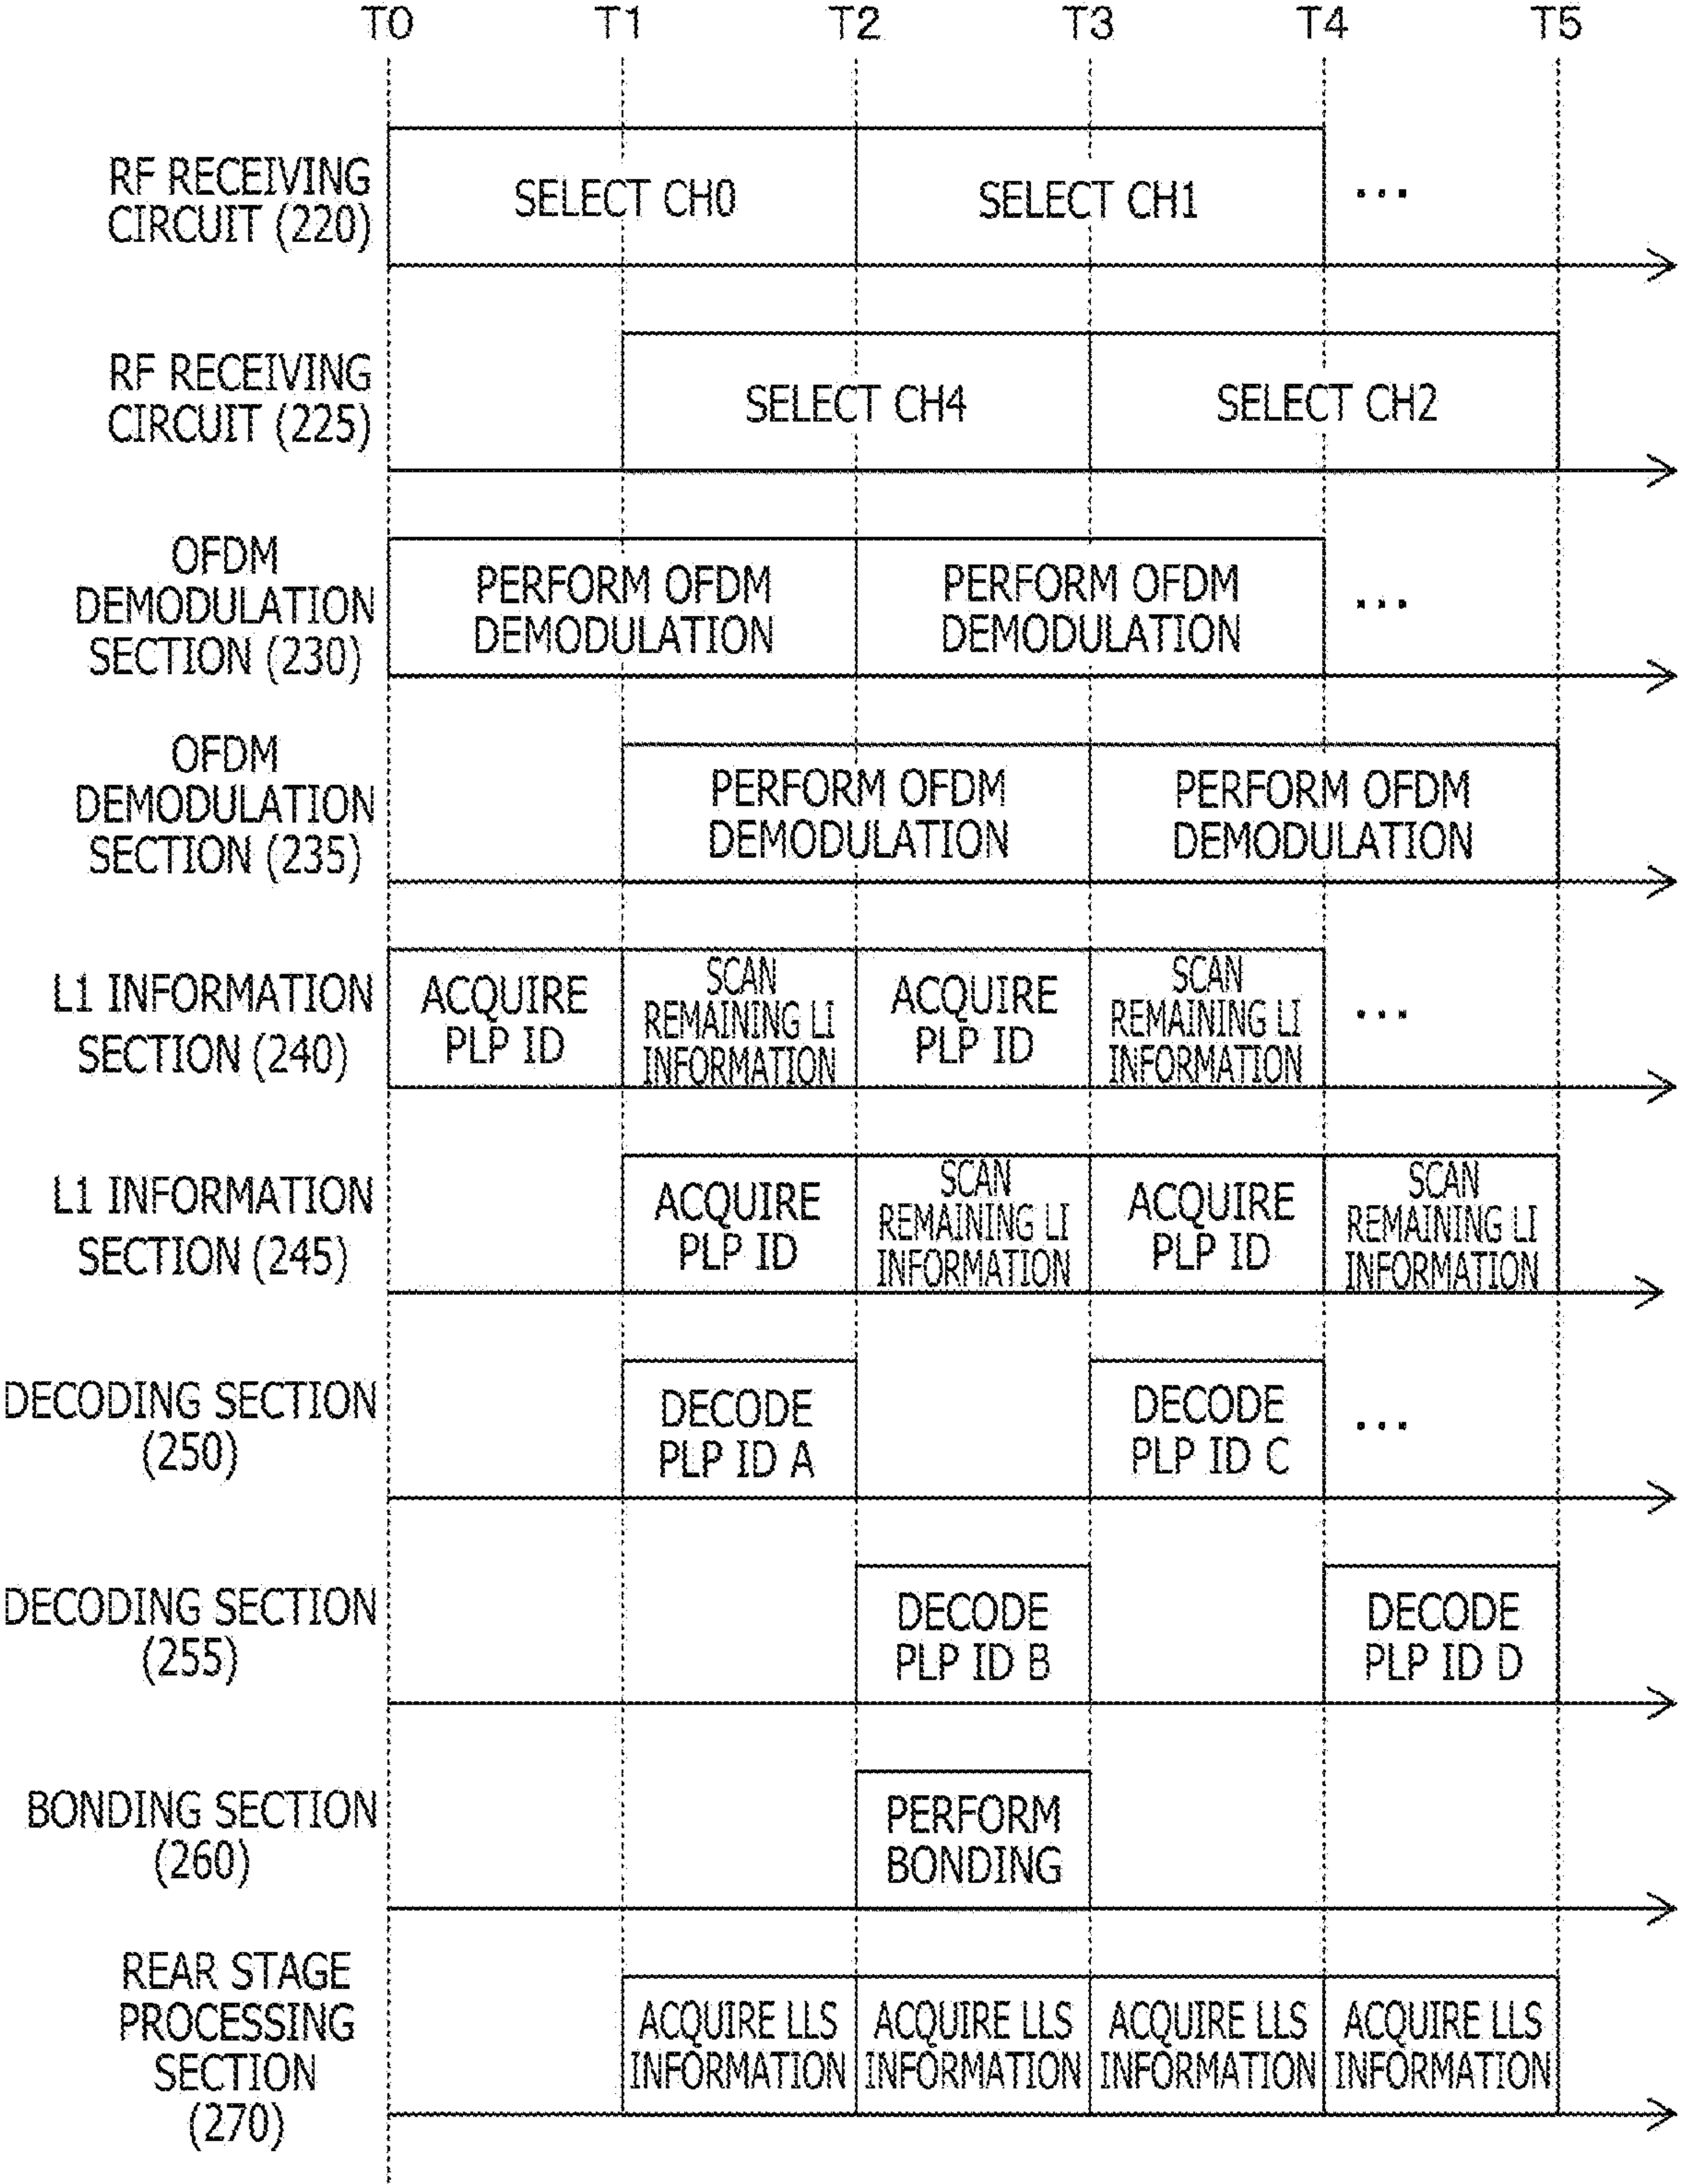 T0 T1 T2 T3 T4 T5
RF RECEIVING
CIRCUIT (220)
SELECT CH0
SELECT CH1
...
RF RECEIVING
CIRCUIT (225)
SELECT CH4
SELECT CH2
OFDM
DEMODULATION
SECTION (230)
PERFORM OFDM
DEMODULATION
PERFORM OFDM
DEMODULATION
...
OFDM
DEMODULATION
SECTION (235)
PERFORM OFDM
DEMODULATION
PERFORM OFDM
DEMODULATION
L1 INFORMATION
SECTION (240)
ACQUIRE
PLP ID
SCAN
REMAINING LI
INFORMATION
ACQUIRE
PLP ID
SCAN
REMAINING LI
INFORMATION
...
L1 INFORMATION
SECTION (245)
ACQUIRE
PLP ID
SCAN
REMAINING LI
INFORMATION
ACQUIRE
PLP ID
SCAN
REMAINING LI
INFORMATION
DECODING SECTION
(250)
DECODE
PLP ID A
DECODE
PLP ID C
...
DECODING SECTION
(255)
DECODE
PLP ID B
DECODE
PLP ID D
BONDING SECTION
(260)
PERFORM
BONDING
REAR STAGE
PROCESSING
SECTION
(270)
ACQUIRE LLS
INFORMATION
ACQUIRE LLS
INFORMATION
ACQUIRE LLS
INFORMATION
ACQUIRE LLS
INFORMATION